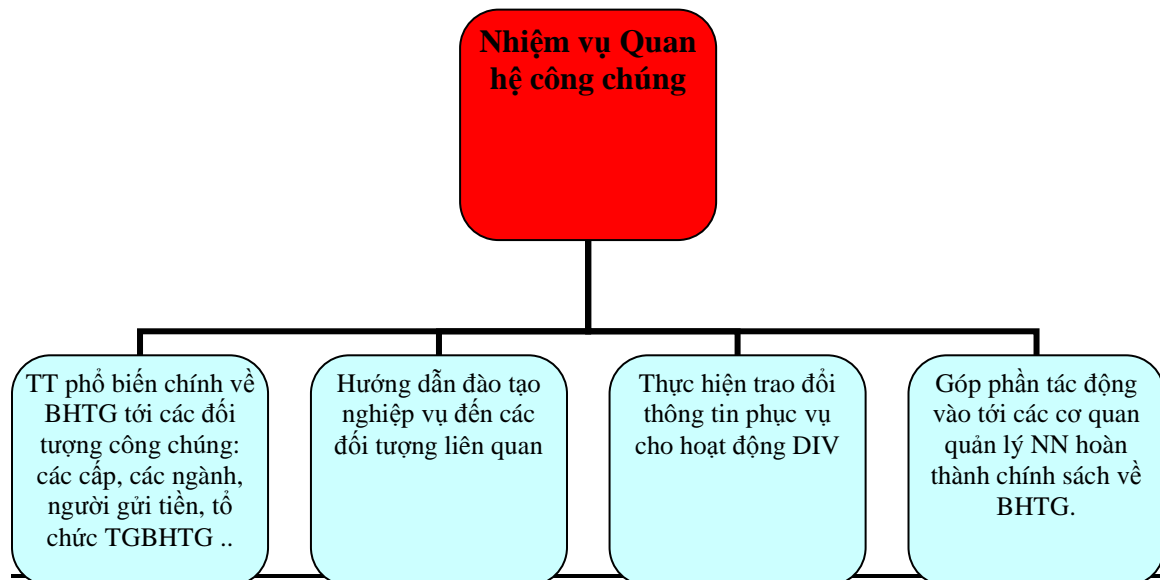 Nhiệm vụ Quan
hệ công chúng
TT phổ biến chính về
BHTG tới các đối
tượng công chúng:
các cấp, các ngành,
người gửi tiền, tổ
chức TGBHTG ..
Hướng dẫn đào tạo
nghiệp vụ đến các
đối tượng liên quan
Thực hiện trao đổi
thông tin phục vụ
cho hoạt động DIV
Góp phần tác động
vào tới các cơ quan
quản lý NN hoàn
thành chính sách về
BHTG.